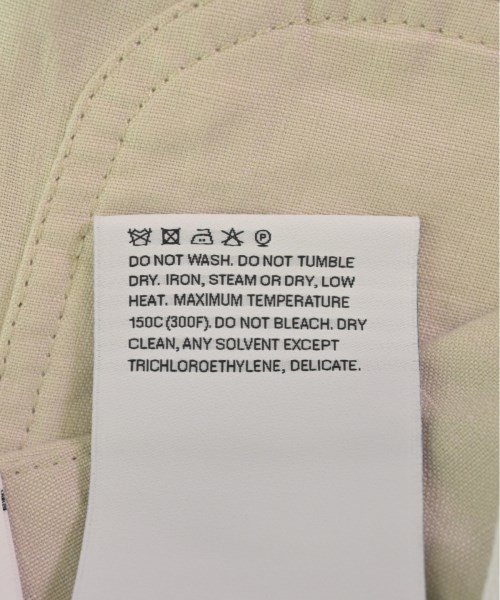 P
DO NOT WASH. DO NOT TUMBLE
DRY. IRON, STEAM OR DRY, LOW
HEAT. MAXIMUM TEMPERATURE
150C (300F). DO NOT BLEACH. DRY
CLEAN, ANY SOLVENT EXCEPT
TRICHLOROETHYLENE, DELICATE.